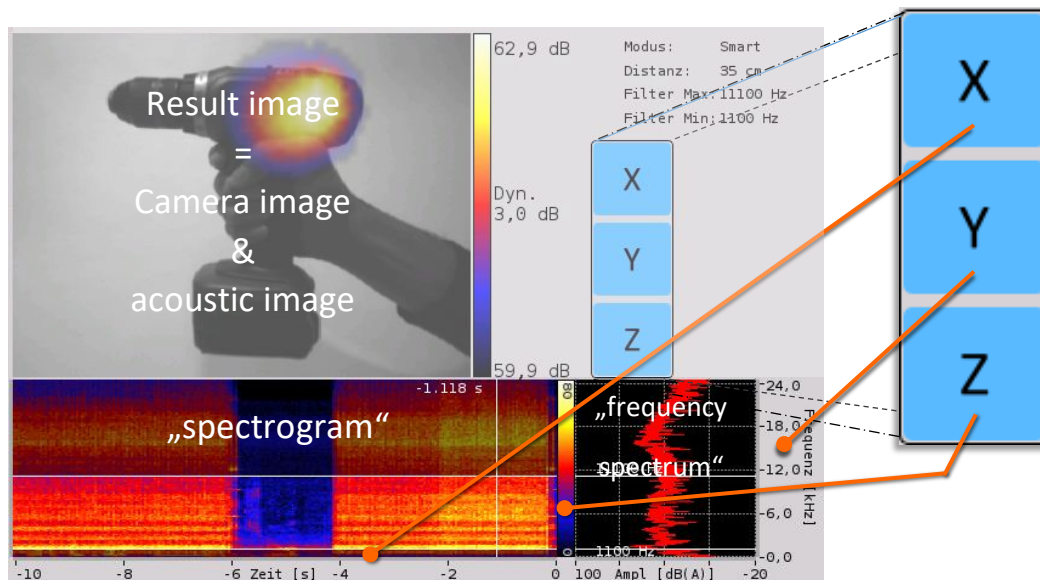 Result image
=
Camera image
&
acoustic image
62,9 dB
Dyn.
3,0 dB
59,9 dB
Modus: Smart
Distanz: 35 cm
Filter Max: 11100 Hz
Filter Min: 1100 Hz
X
Y
Z
X
Y
Z
-1.118 s
„spectrogram“
80
0
„frequency
spectrum“
1100 Hz
-24,0
-18,0
-12,0
-6,0
-0,0
Frequenz [kHz]
-10 -8 -6 Zeit [s] -4 -2 0
100 Ampl [dB(A)] -20